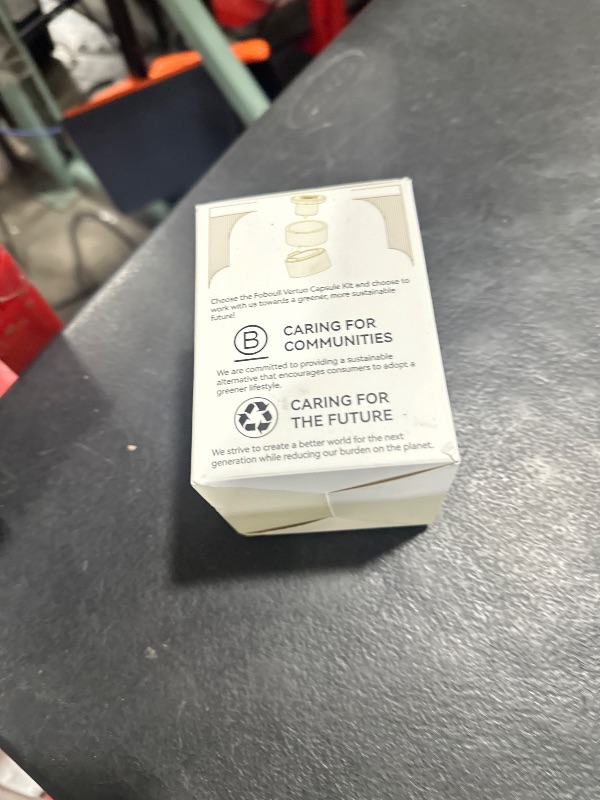 Choose the Foboull Vertuo Capsule Kit and choose to
work with us towards a greener, more sustainable
future!
B
CARING FOR
COMMUNITIES
We are committed to providing a sustainable
alternative that encourages consumers to adopt a
greener lifestyle.
CARING FOR
THE FUTURE
We strive to create a better world for the next
generation while reducing our burden on the planet.